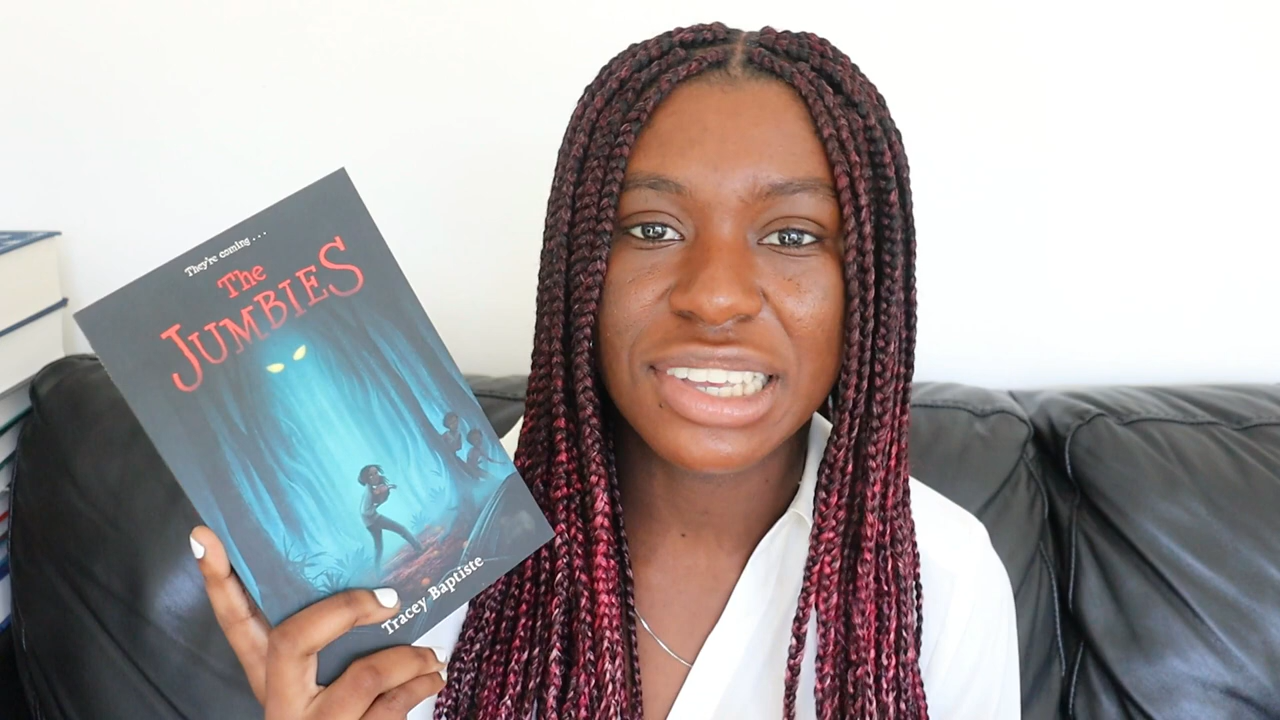 They're coming . . .
The
JUMBIES
Tracey Baptiste